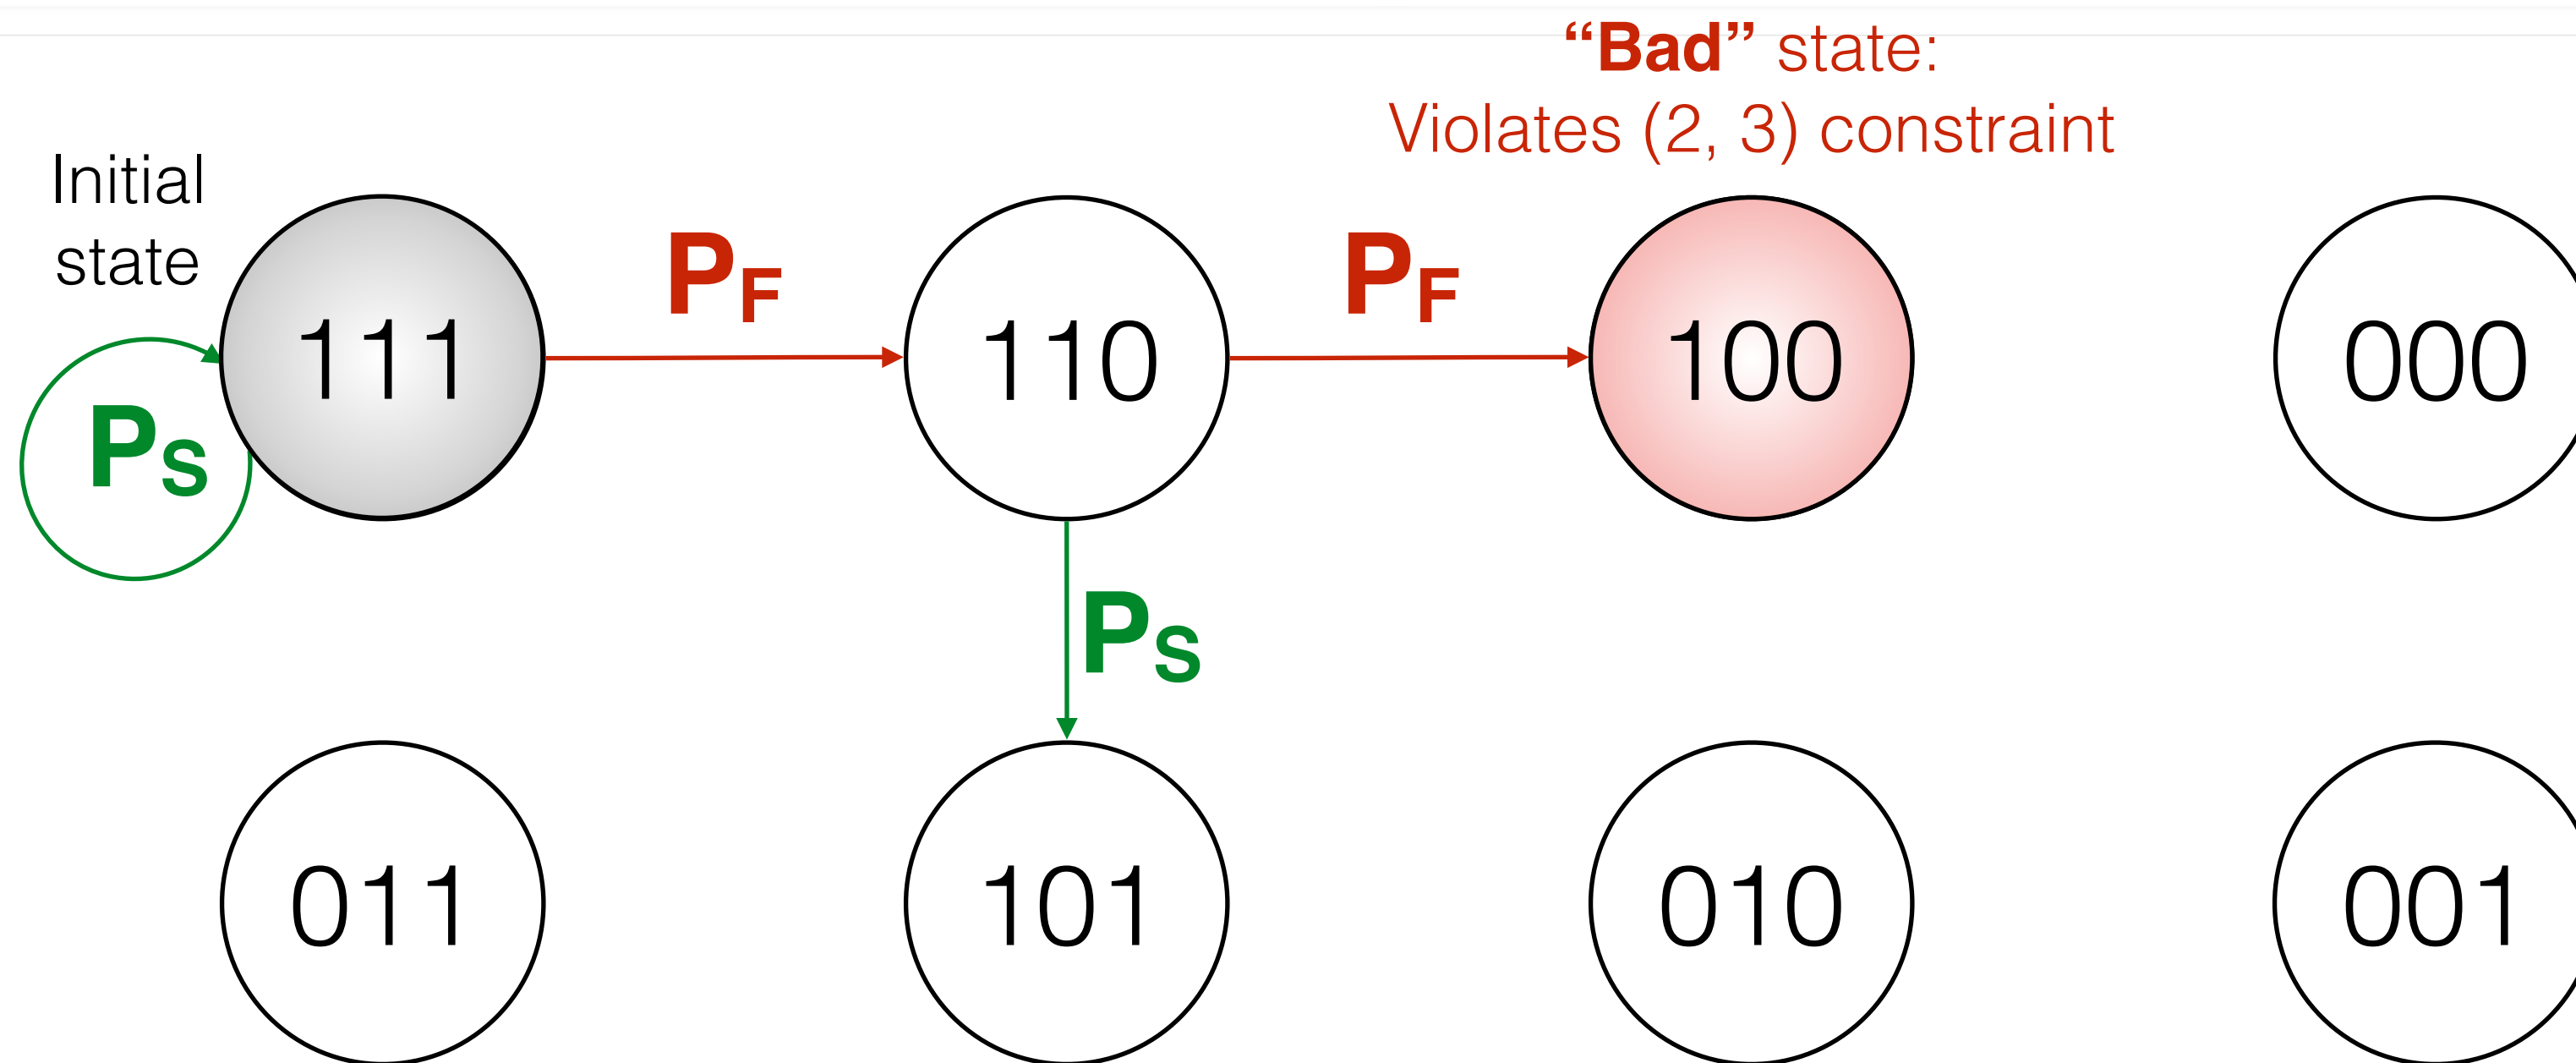 “Bad” state:
Violates (2, 3) constraint
Initial
state
111
PF
110
PF
100
000
PS
PS
011
101
010
001